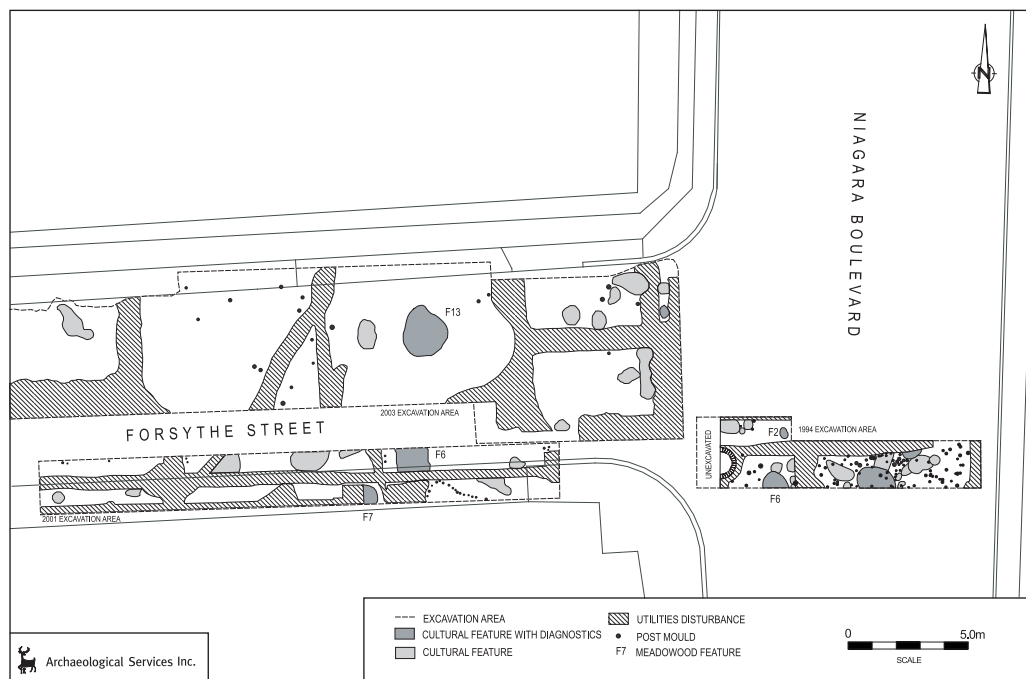 N
NIAGARA BOULEVARD
F13
2003 EXCAVATION AREA
FORSYTHE STREET
F6
F7
2001 EXCAVATION AREA
UNEXCAVATED
F2
1994 EXCAVATION AREA
F6
EXCAVATION AREA
CULTURAL FEATURE WITH DIAGNOSTICS
CULTURAL FEATURE
UTILITIES DISTURBANCE
POST MOULD
F7 MEADOWOOD FEATURE
0 5.0m
SCALE
Archaeological Services Inc.